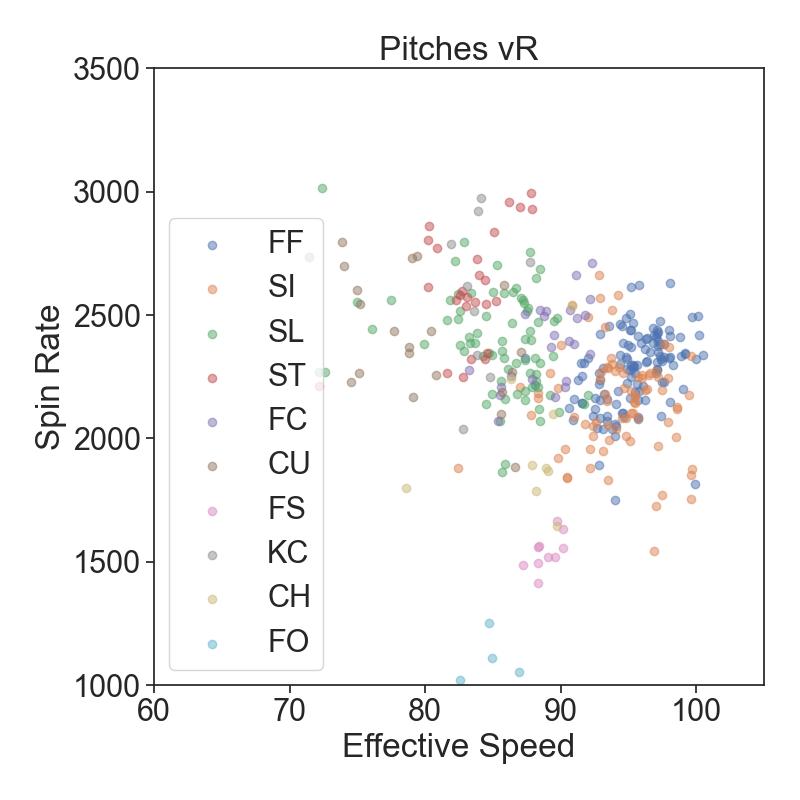 Pitches vR
3500
3000
2500
2000
1500
1000
Spin Rate
FF
SI
SL
ST
FC
CU
FS
KC
CH
FO
60 70 80 90 100
Effective Speed